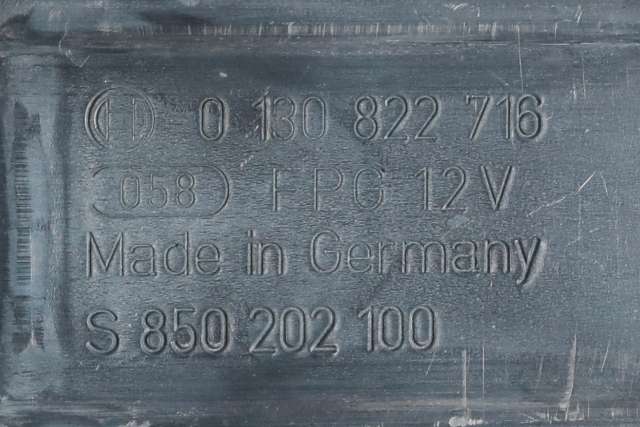 0 130 822 716
058 FPG 12V
Made in Germany
S 850 202 100